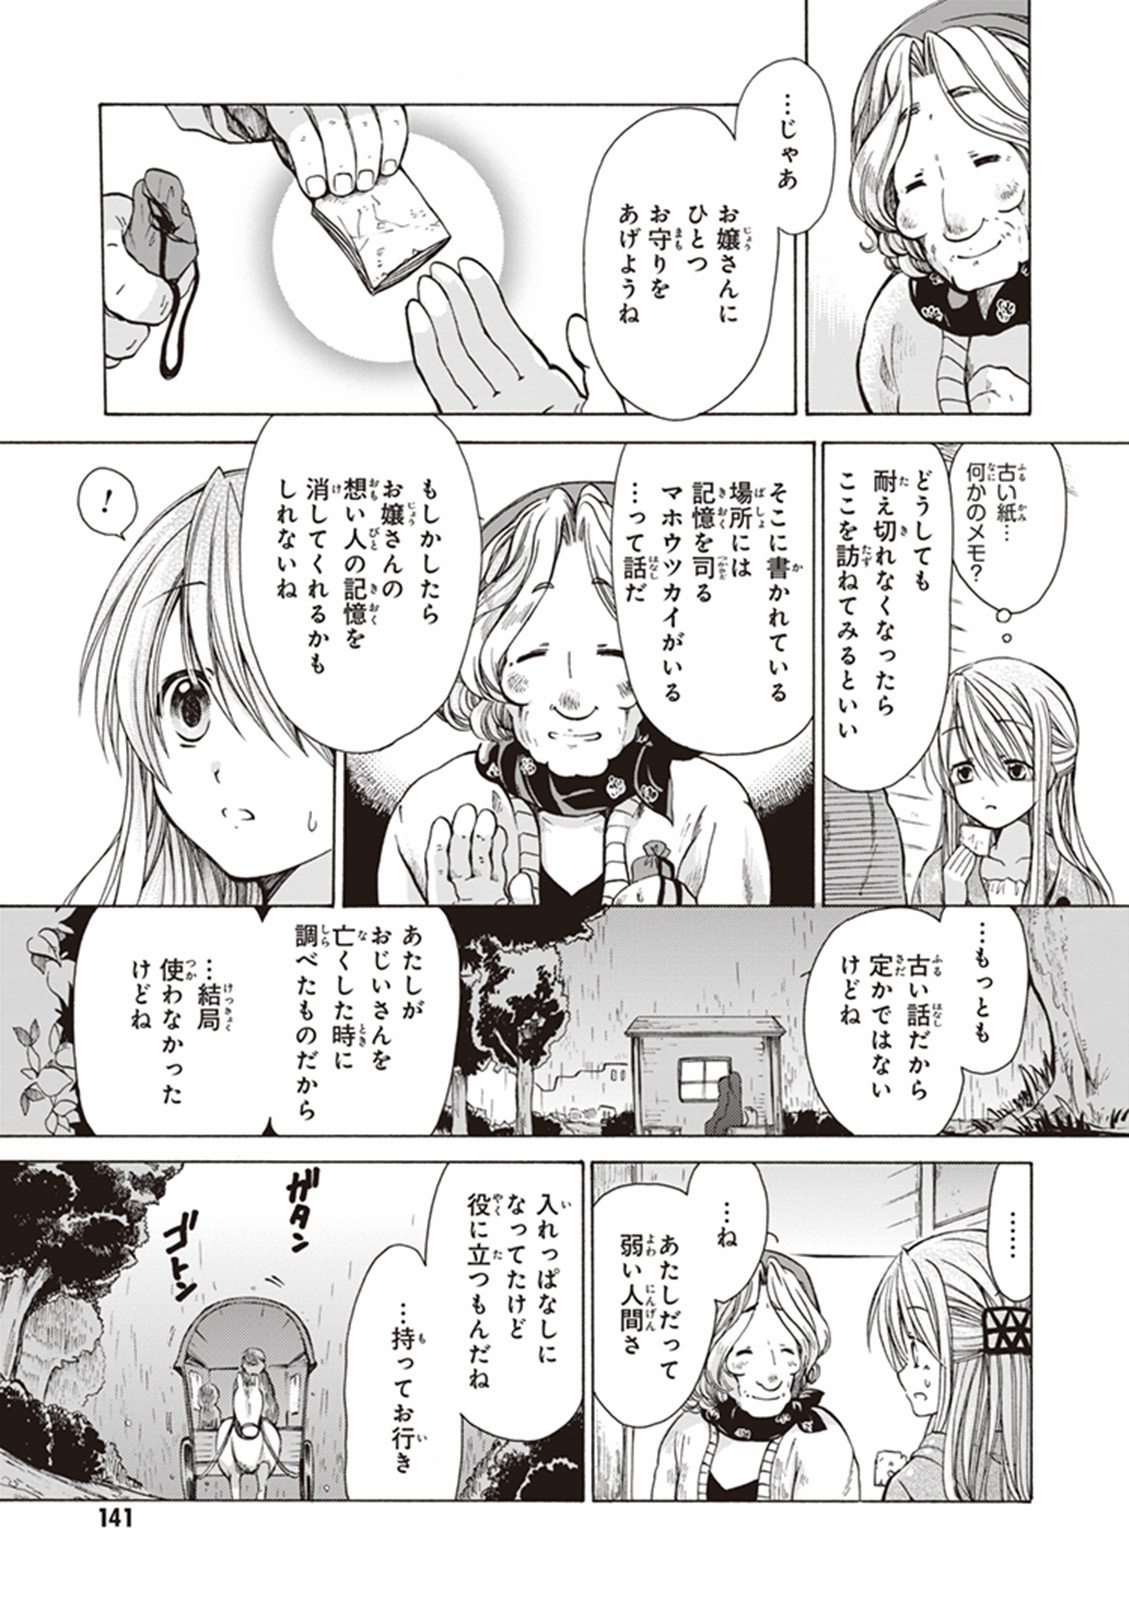 …じゃあ
お嬢さんに
ひとつ
お守りを
あげようね
古い紙…
何かのメモ?
どうしても
耐え切れなくなったら
ここを訪ねてみるといい
そこに書かれている
場所には
記憶を司る
マホウツカイがいる
…って話だ
もしかしたら
お嬢さんの
想い人の記憶を
消してくれるかも
しれないね
!
…もっとも
古い話だから
定かではない
けどね
あたしが
おじいさんを
亡くした時に
調べたものだから
…結局
使わなかった
けどね
……
あたしだって
弱い人間さ
…ね
入れっぱなしに
なってたけど
役に立つもんだね
…持ってお行き
ガタン
ゴトン
141